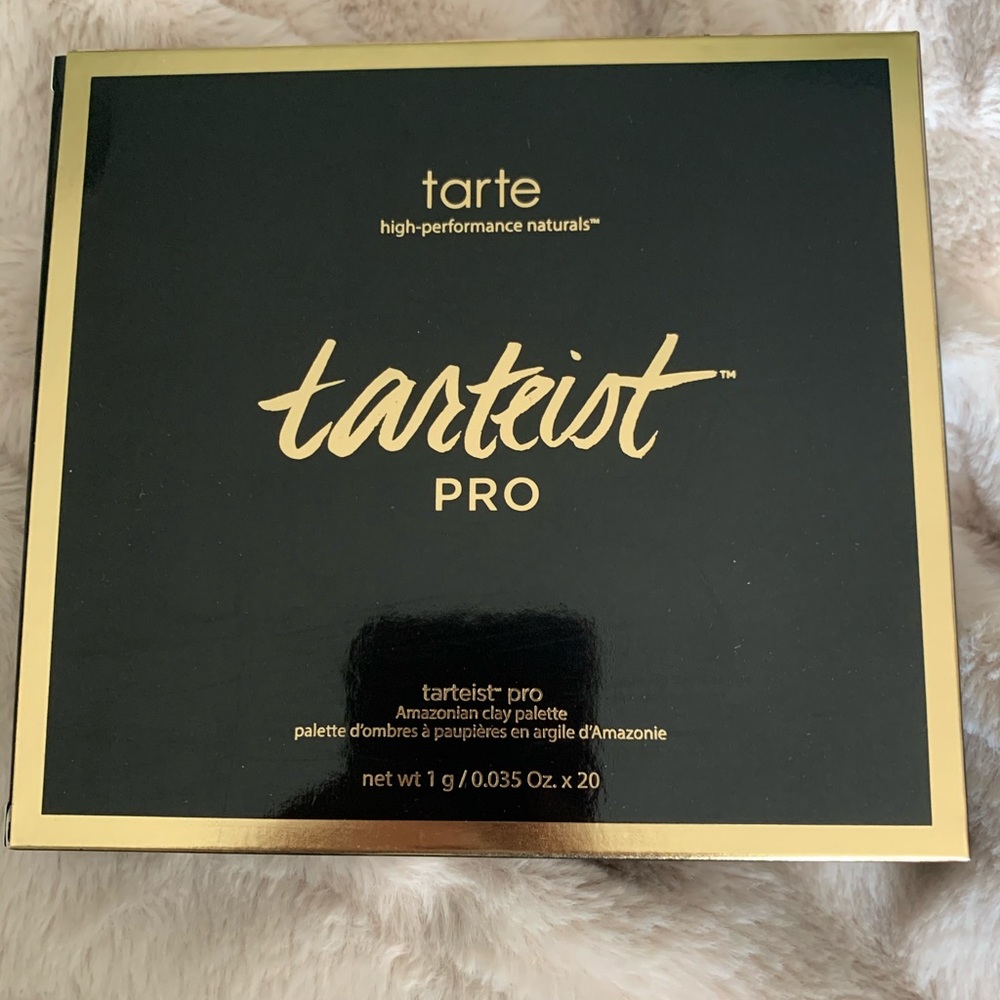 tarte
high-performance naturals™
tarteist™
PRO
tarteist™ pro
Amazonian clay palette
palette d'ombres à paupières en argile d'Amazonie
net wt 1 g / 0.035 Oz. x 20